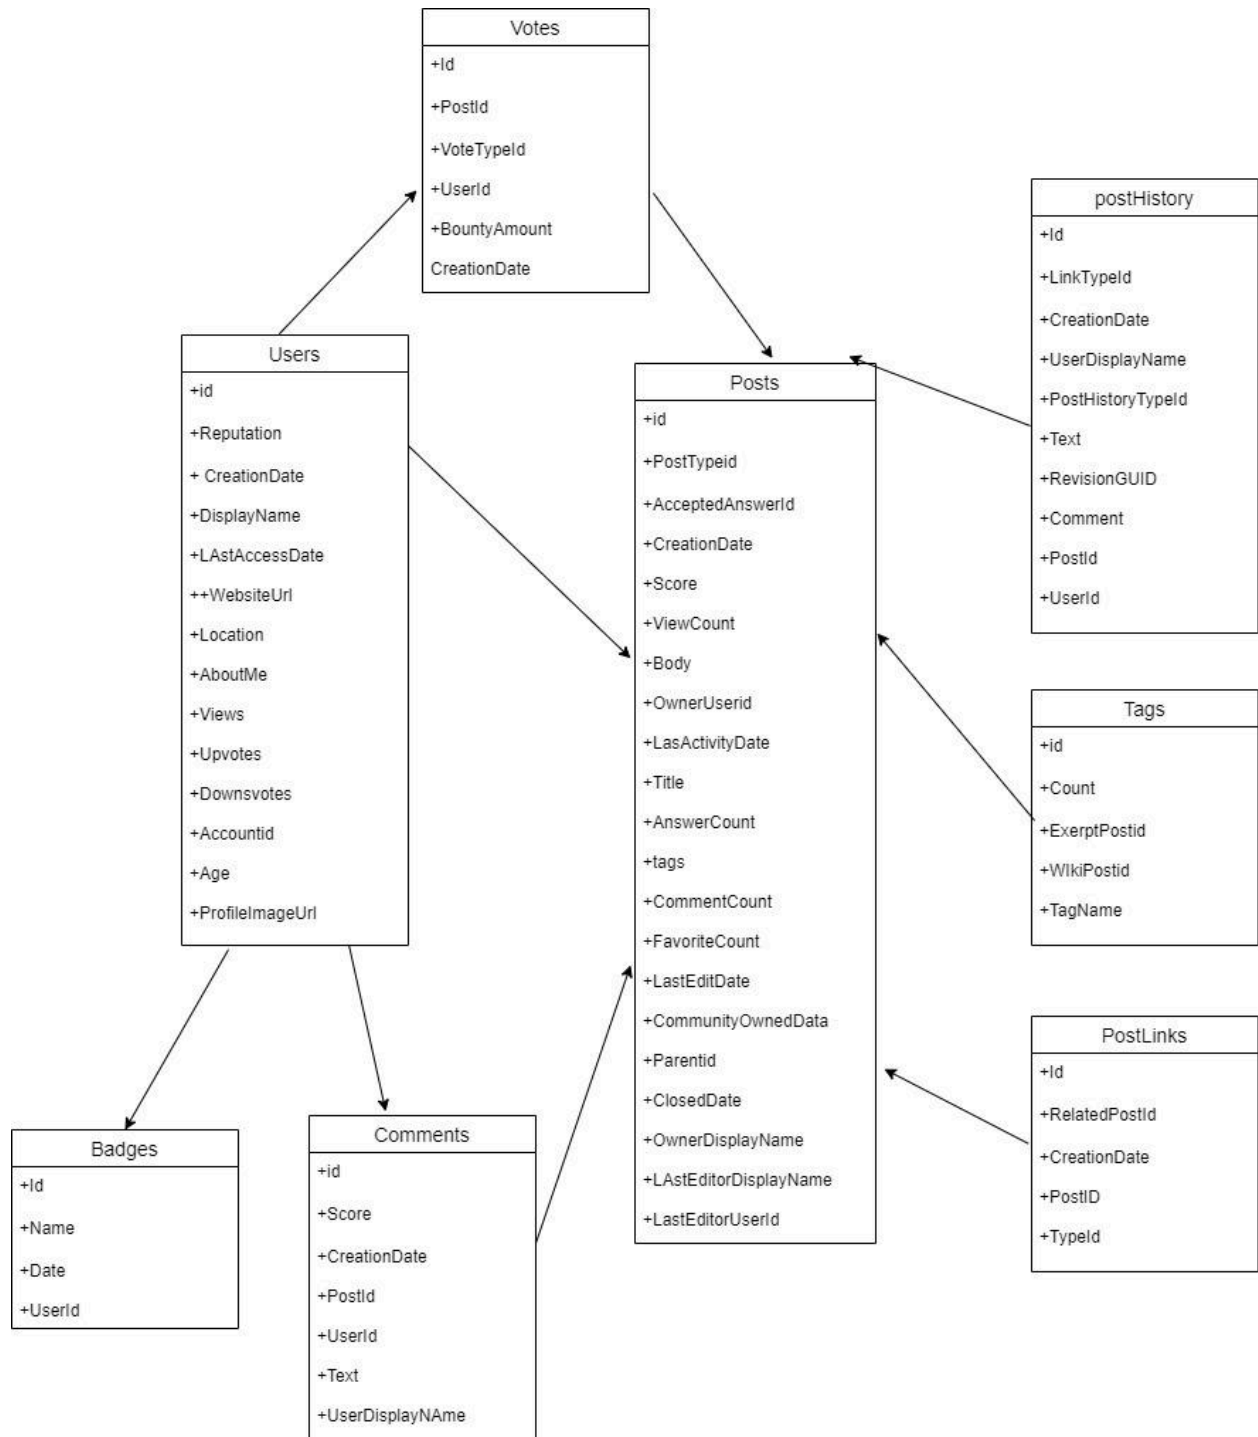 Votes
+Id
+PostId
+VoteTypeId
+UserId
+BountyAmount
CreationDate
Users
+id
+Reputation
+ CreationDate
+DisplayName
+LAstAccessDate
++WebsiteUrl
+Location
+AboutMe
+Views
+Upvotes
+Downsvotes
+Accountid
+Age
+ProfileImageUrl
Posts
+id
+PostTypeid
+AcceptedAnswerId
+CreationDate
+Score
+ViewCount
+Body
+OwnerUserid
+LasActivityDate
+Title
+AnswerCount
+tags
+CommentCount
+FavoriteCount
+LastEditDate
+CommunityOwnedData
+Parentid
+ClosedDate
+OwnerDisplayName
+LAstEditorDisplayName
+LastEditorUserId
postHistory
+Id
+LinkTypeId
+CreationDate
+UserDisplayName
+PostHistoryTypeId
+Text
+RevisionGUID
+Comment
+PostId
+UserId
Tags
+id
+Count
+ExerptPostid
+WIkiPostid
+TagName
PostLinks
+Id
+RelatedPostId
+CreationDate
+PostID
+TypeId
Badges
+Id
+Name
+Date
+UserId
Comments
+id
+Score
+CreationDate
+PostId
+UserId
+Text
+UserDisplayNAme